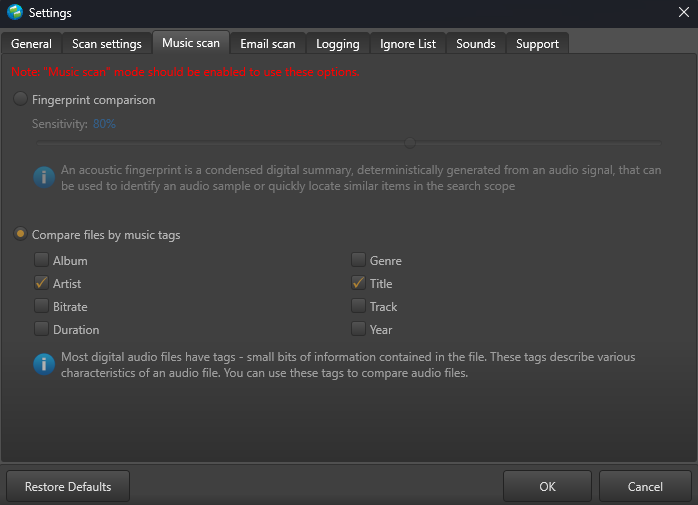 Settings
General Scan settings Music scan Email scan Logging Ignore List Sounds Support
Note: "Music scan" mode should be enabled to use these options.
Fingerprint comparison
Sensitivity: 80%
An acoustic fingerprint is a condensed digital summary, deterministically generated from an audio signal, that can
be used to identify an audio sample or quickly locate similar items in the search scope
Compare files by music tags
Album Genre
Artist Title
Bitrate Track
Duration Year
Most digital audio files have tags - small bits of information contained in the file. These tags describe various
characteristics of an audio file. You can use these tags to compare audio files.
Restore Defaults OK Cancel